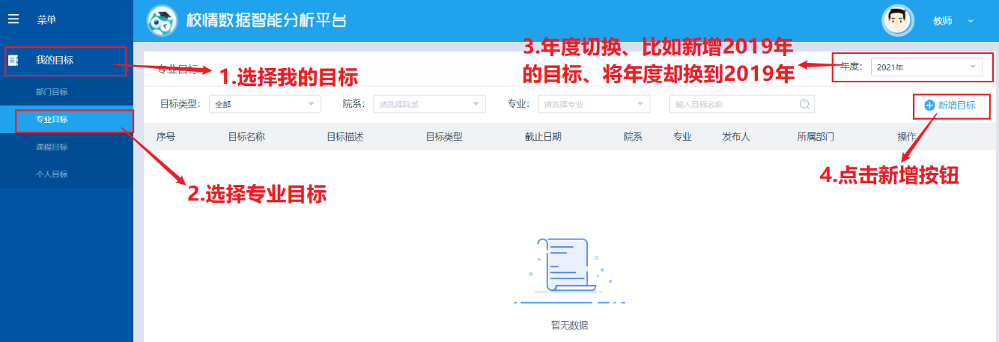 菜单
校情数据智能分析平台
教师
我的目标
部门目标
专业目标
课程目标
个人目标
专业目标
1.选择我的目标
3.年度切换、比如新增2019年
的目标、将年度却换到2019年
年度：
2021年
目标类型：
全部
院系：
请选择院系
专业：
请选择专业
输入目标名称
新增目标
序号 目标名称 目标描述 目标类型 截止日期 院系 专业 发布人 所属部门 操作
2.选择专业目标
4.点击新增按钮
暂无数据